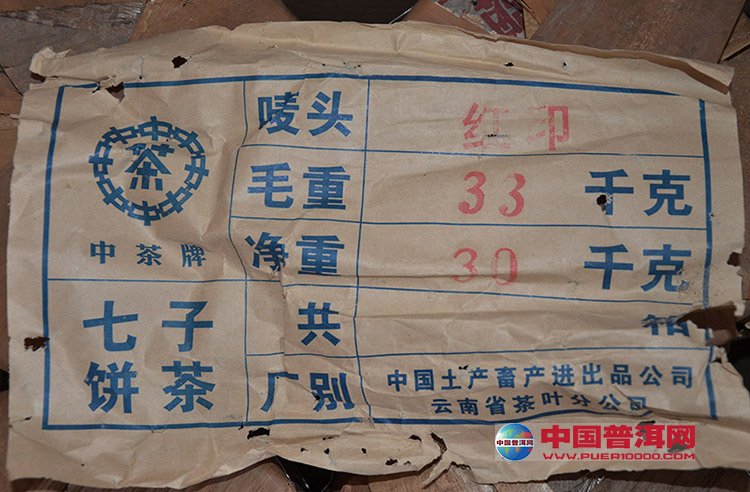 唛头 红印
毛重 33 千克
净重 30 千克
中茶牌
七子
饼茶
共 箱
厂别 中国土产畜产进出品公司
云南省茶叶分公司
中国普洱网
WWW.PUER10000.COM